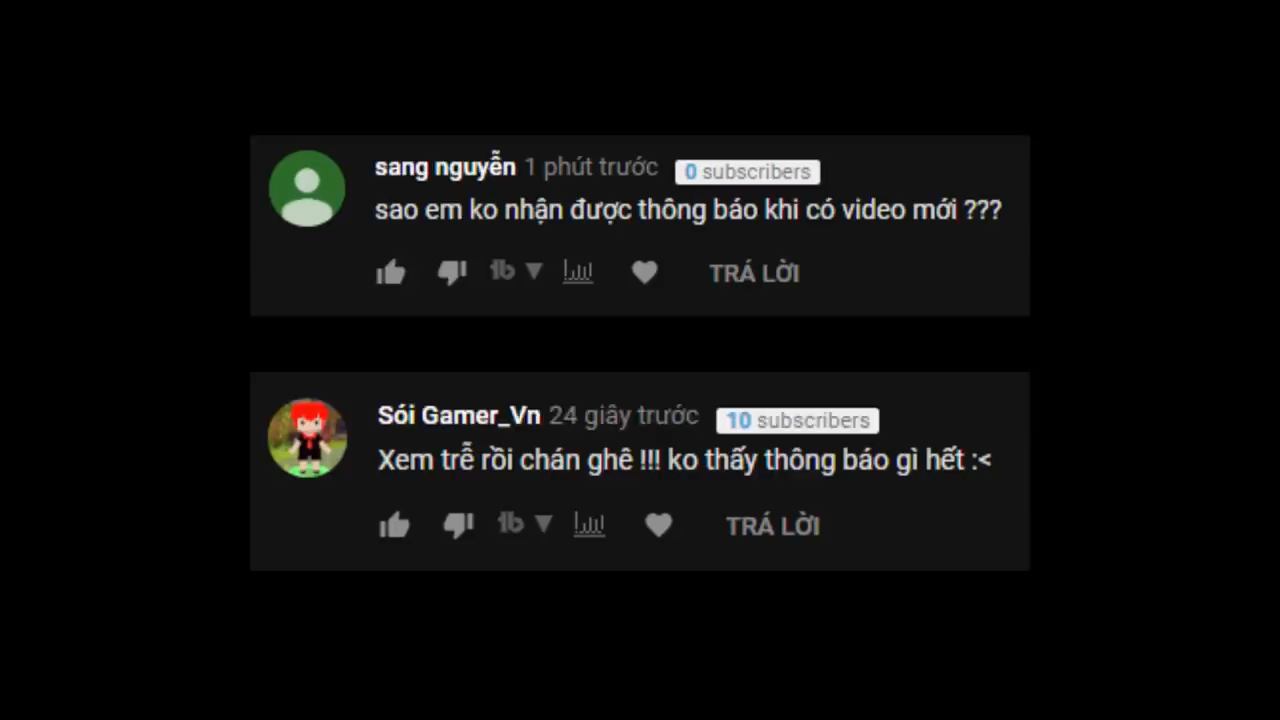 sang nguyễn 1 phút trước 0 subscribers
sao em ko nhận được thông báo khi có video mới ???
1b TRẢ LỜI
Sói Gamer_Vn 24 giây trước 10 subscribers
Xem trễ rồi chán ghê !!! ko thấy thông báo gì hết :<
1b TRẢ LỜI